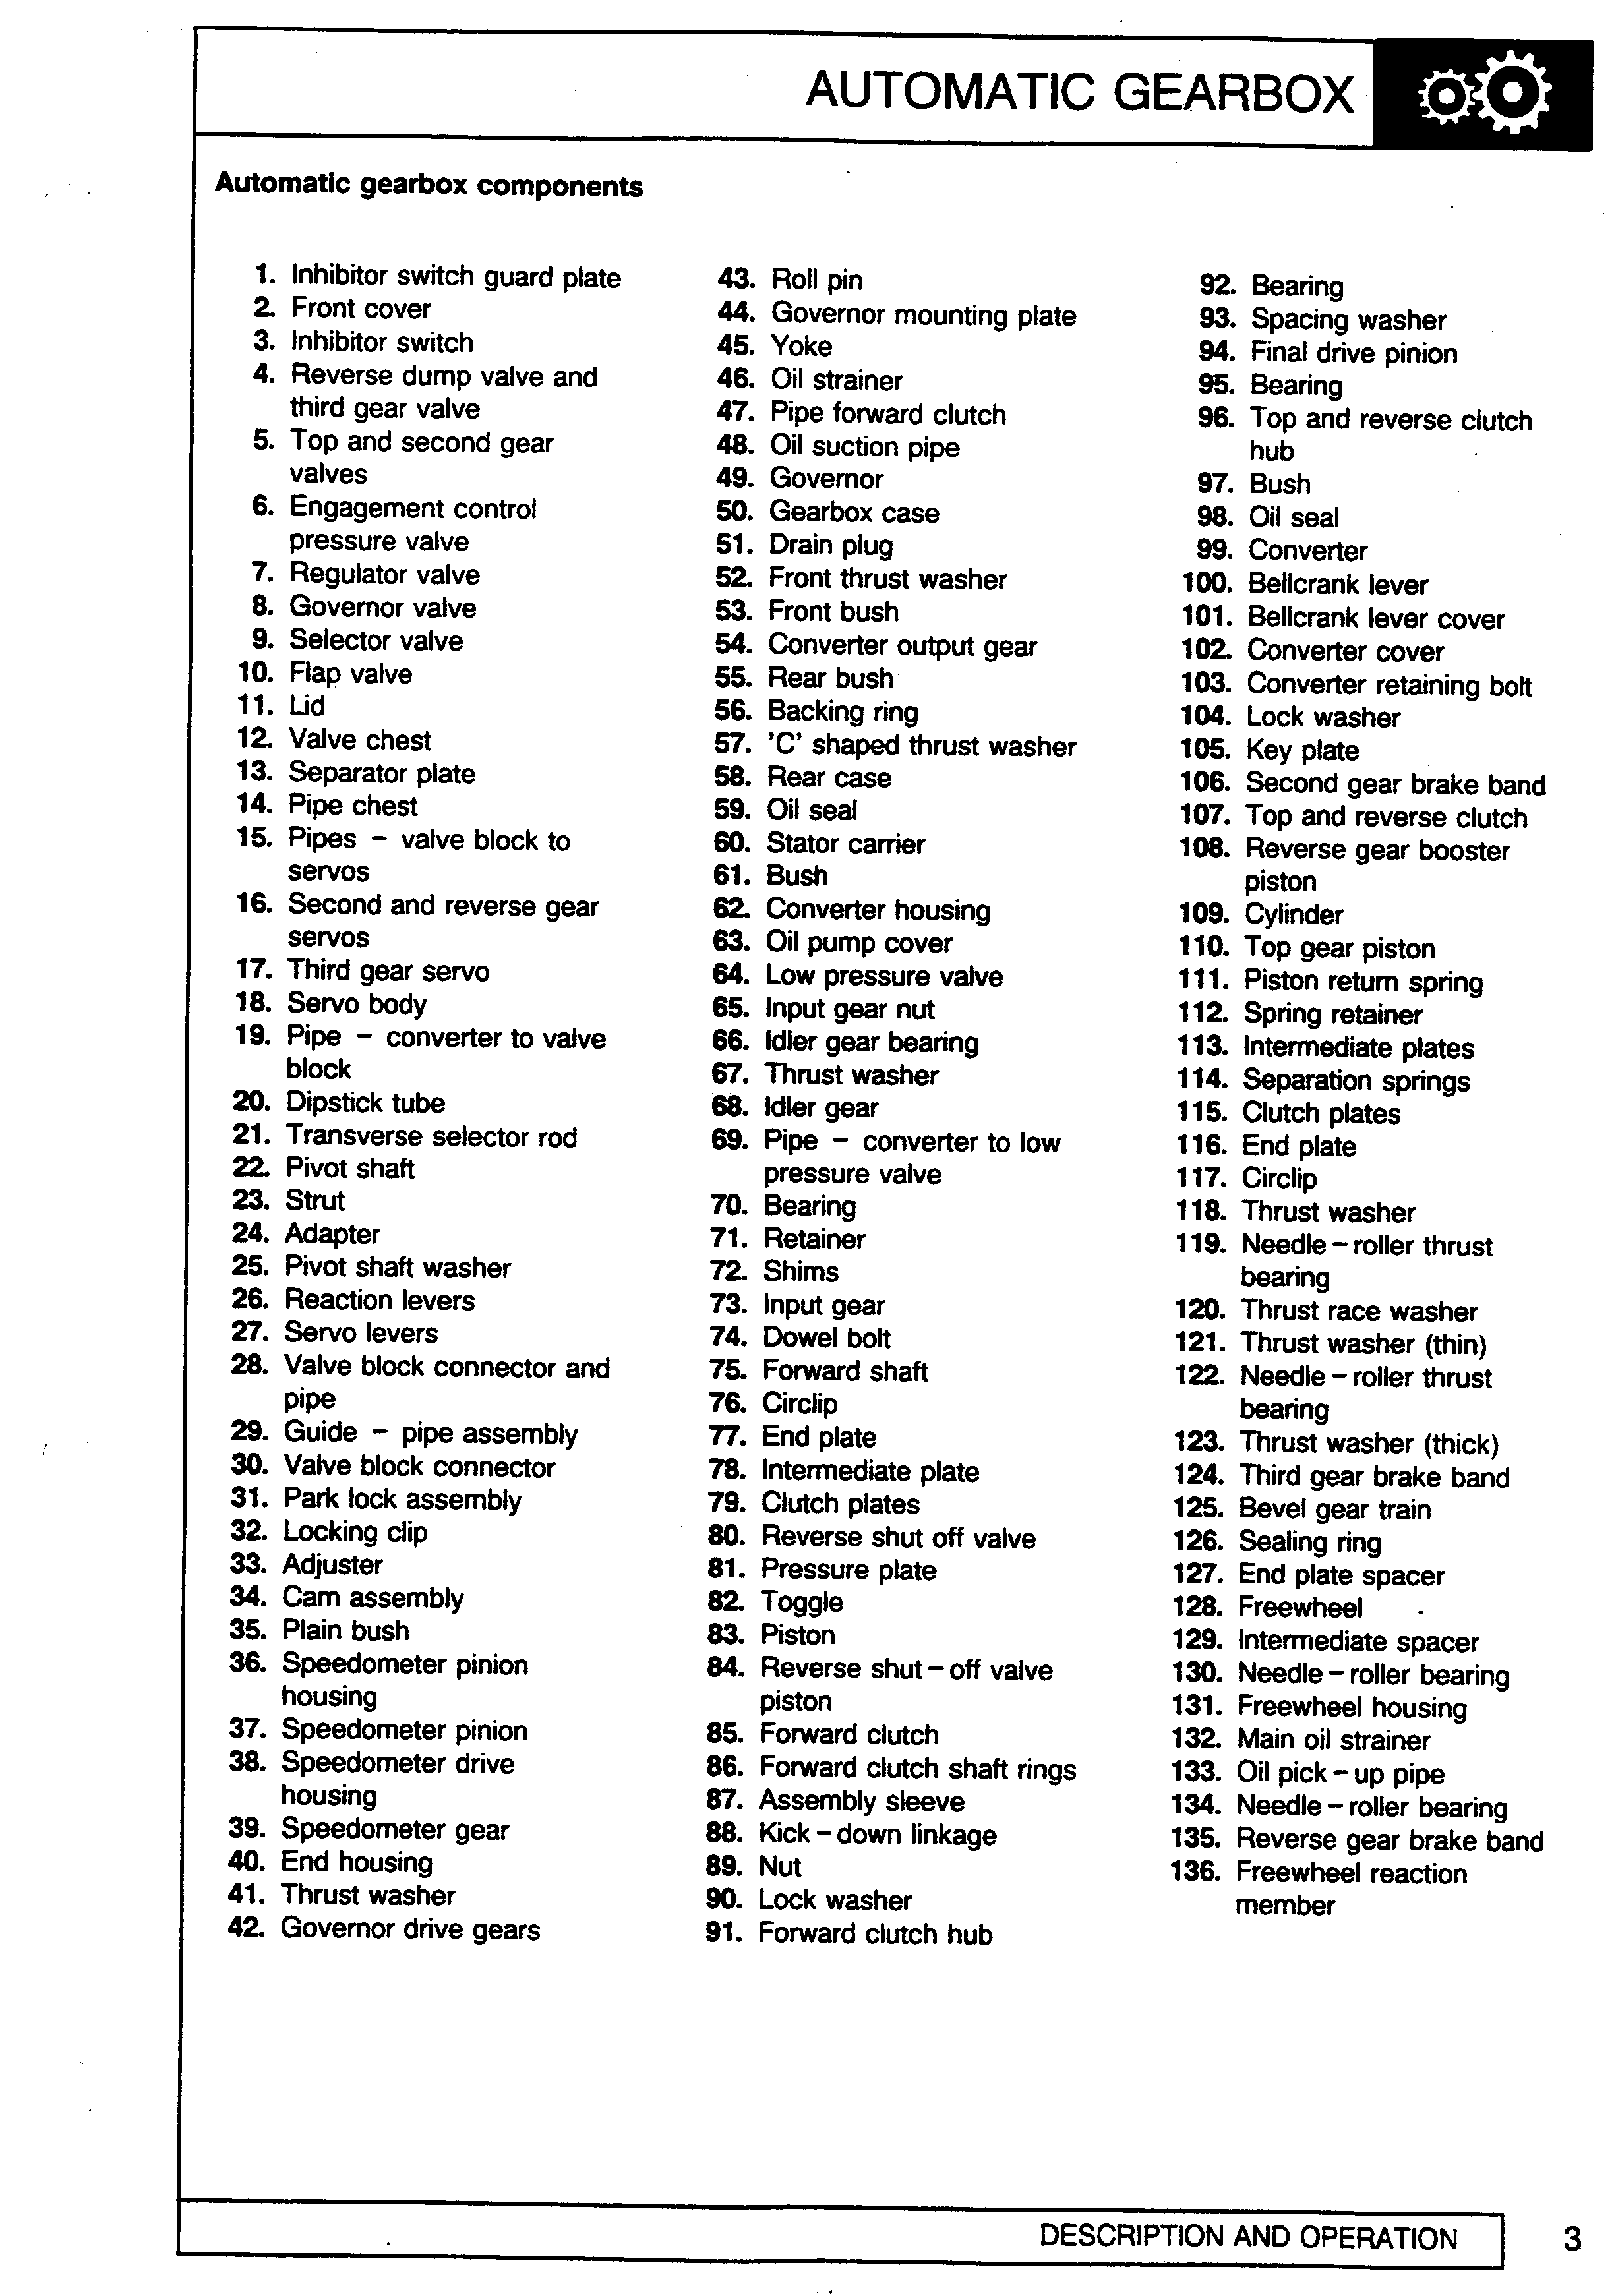 AUTOMATIC GEARBOX
Automatic gearbox components
1. Inhibitor switch guard plate
2. Front cover
3. Inhibitor switch
4. Reverse dump valve and
third gear valve
5. Top and second gear
valves
6. Engagement control
pressure valve
7. Regulator valve
8. Governor valve
9. Selector valve
10. Flap valve
11. Lid
12. Valve chest
13. Separator plate
14. Pipe chest
15. Pipes – valve block to
servos
16. Second and reverse gear
servos
17. Third gear servo
18. Servo body
19. Pipe – converter to valve
block
20. Dipstick tube
21. Transverse selector rod
22. Pivot shaft
23. Strut
24. Adapter
25. Pivot shaft washer
26. Reaction levers
27. Servo levers
28. Valve block connector and
pipe
29. Guide – pipe assembly
30. Valve block connector
31. Park lock assembly
32. Locking clip
33. Adjuster
34. Cam assembly
35. Plain bush
36. Speedometer pinion
housing
37. Speedometer pinion
38. Speedometer drive
housing
39. Speedometer gear
40. End housing
41. Thrust washer
42. Governor drive gears
43. Roll pin
44. Governor mounting plate
45. Yoke
46. Oil strainer
47. Pipe forward clutch
48. Oil suction pipe
49. Governor
50. Gearbox case
51. Drain plug
52. Front thrust washer
53. Front bush
54. Converter output gear
55. Rear bush
56. Backing ring
57. 'C' shaped thrust washer
58. Rear case
59. Oil seal
60. Stator carrier
61. Bush
62. Converter housing
63. Oil pump cover
64. Low pressure valve
65. Input gear nut
66. Idler gear bearing
67. Thrust washer
68. Idler gear
69. Pipe – converter to low
pressure valve
70. Bearing
71. Retainer
72. Shims
73. Input gear
74. Dowel bolt
75. Forward shaft
76. Circlip
77. End plate
78. Intermediate plate
79. Clutch plates
80. Reverse shut off valve
81. Pressure plate
82. Toggle
83. Piston
84. Reverse shut – off valve
piston
85. Forward clutch
86. Forward clutch shaft rings
87. Assembly sleeve
88. Kick – down linkage
89. Nut
90. Lock washer
91. Forward clutch hub
92. Bearing
93. Spacing washer
94. Final drive pinion
95. Bearing
96. Top and reverse clutch
hub
97. Bush
98. Oil seal
99. Converter
100. Bellcrank lever
101. Bellcrank lever cover
102. Converter cover
103. Converter retaining bolt
104. Lock washer
105. Key plate
106. Second gear brake band
107. Top and reverse clutch
108. Reverse gear booster
piston
109. Cylinder
110. Top gear piston
111. Piston return spring
112. Spring retainer
113. Intermediate plates
114. Separation springs
115. Clutch plates
116. End plate
117. Circlip
118. Thrust washer
119. Needle – roller thrust
bearing
120. Thrust race washer
121. Thrust washer (thin)
122. Needle – roller thrust
bearing
123. Thrust washer (thick)
124. Third gear brake band
125. Bevel gear train
126. Sealing ring
127. End plate spacer
128. Freewheel
129. Intermediate spacer
130. Needle – roller bearing
131. Freewheel housing
132. Main oil strainer
133. Oil pick – up pipe
134. Needle – roller bearing
135. Reverse gear brake band
136. Freewheel reaction
member
DESCRIPTION AND OPERATION
3